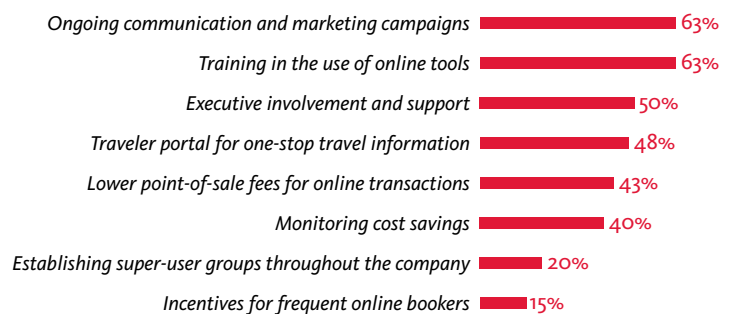 Ongoing communication and marketing campaigns 63%
Training in the use of online tools 63%
Executive involvement and support 50%
Traveler portal for one-stop travel information 48%
Lower point-of-sale fees for online transactions 43%
Monitoring cost savings 40%
Establishing super-user groups throughout the company 20%
Incentives for frequent online bookers 15%